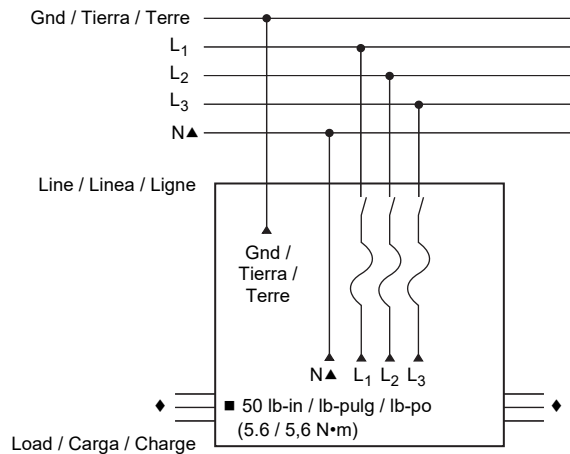 Gnd / Tierra / Terre
L1
L2
L3
N▲
Line / Linea / Ligne
Gnd /
Tierra /
Terre
N▲ L1 L2 L3
♦ ♦
■ 50 lb-in / lb-pulg / lb-po
(5.6 / 5,6 N•m)
Load / Carga / Charge